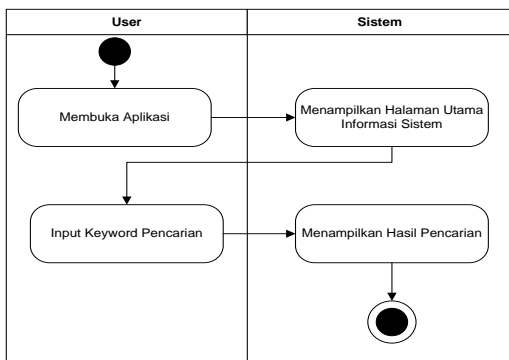 User
Sistem
Membuka Aplikasi
Menampilkan Halaman Utama
Informasi Sistem
Input Keyword Pencarian
Menampilkan Hasil Pencarian